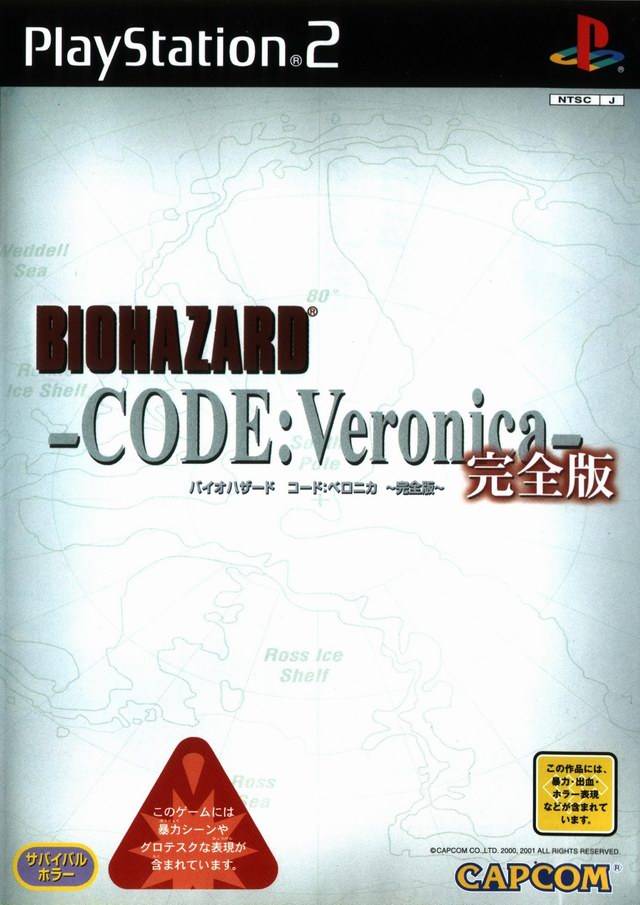 PlayStation®2
NTSC J
Weddell
Sea
80°
BIOHAZARD®
Ice Shelf
-CODE:Veronica-
South
Pole
完全版
バイオハザード コード:ベロニカ ~完全版~
Ross Ice
Shelf
Ross
Sea
このゲームには
暴力シーンや
グロテスクな表現が
含まれています。
この作品には、
暴力・出血・
ホラー表現
などが含まれて
います。
サバイバル
ホラー
©CAPCOM CO.,LTD. 2000, 2001 ALL RIGHTS RESERVED.
CAPCOM®